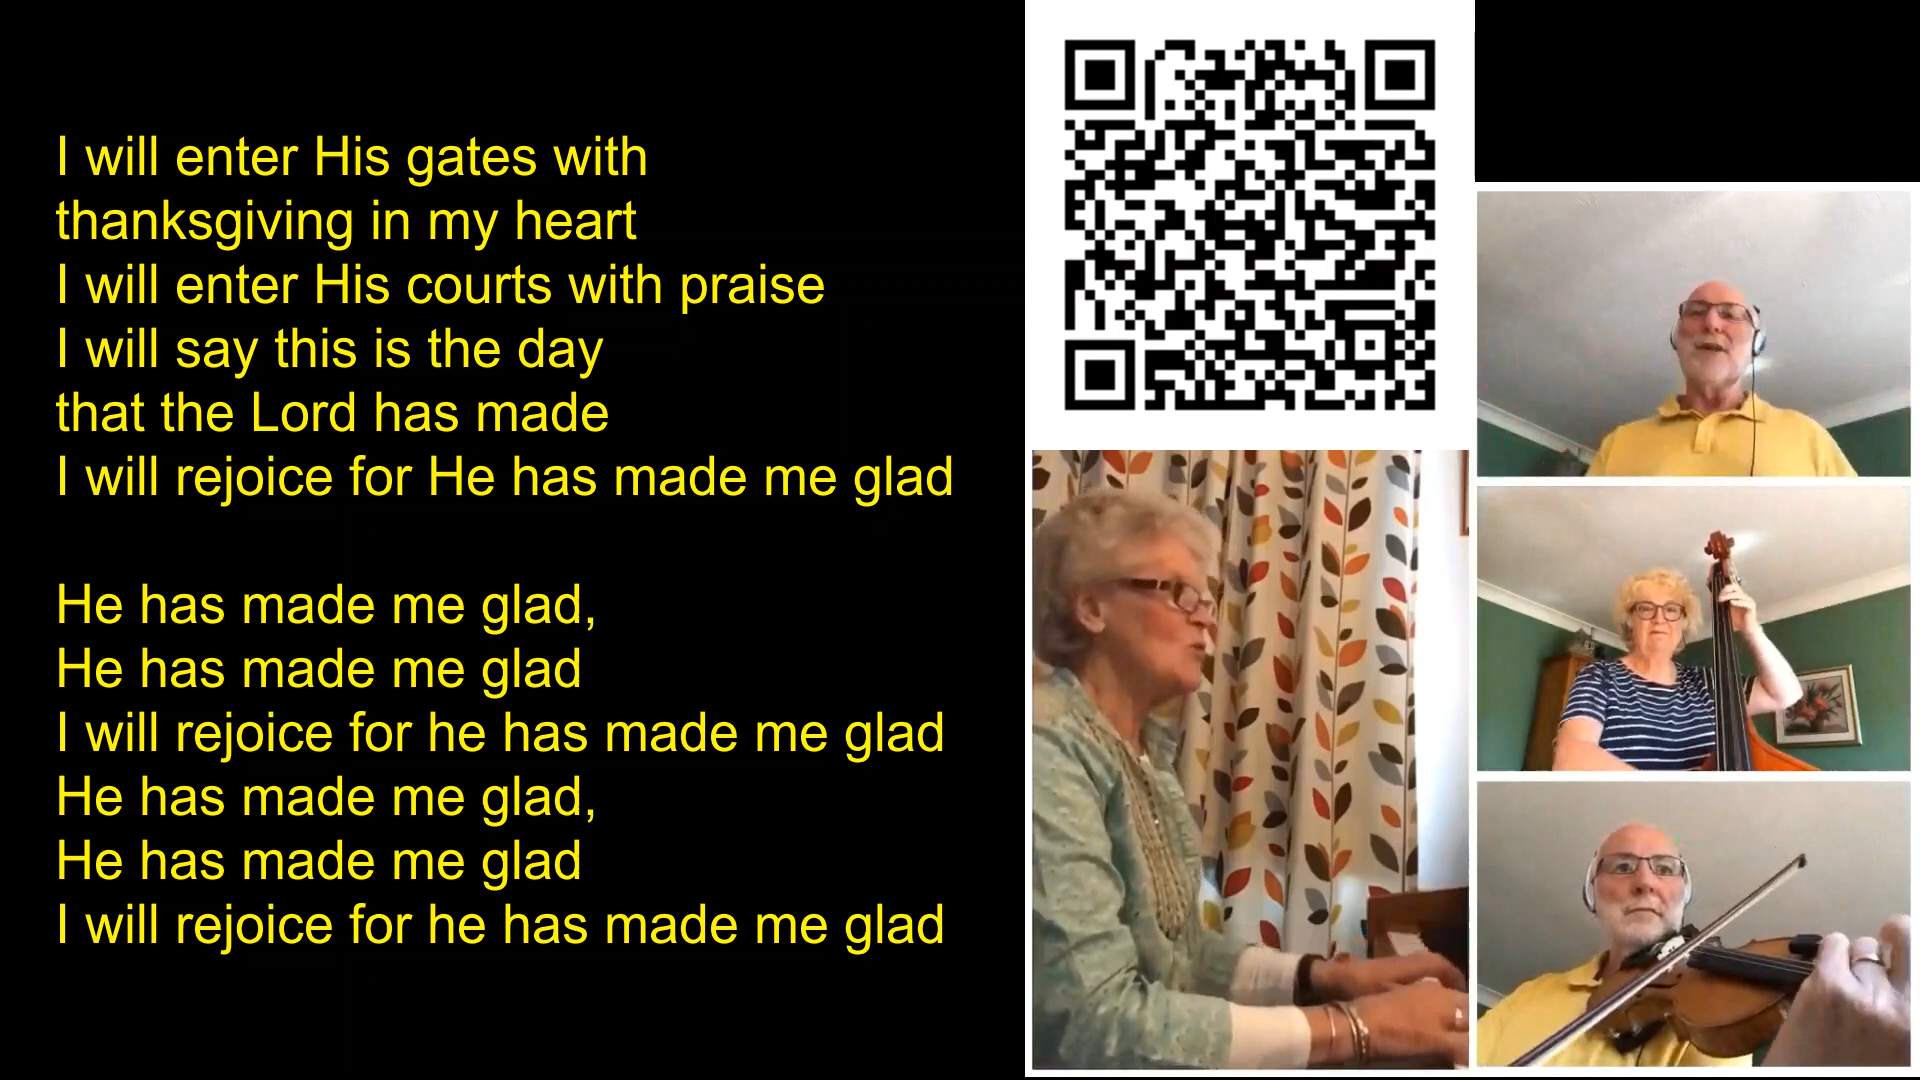 I will enter His gates with
thanksgiving in my heart
I will enter His courts with praise
I will say this is the day
that the Lord has made
I will rejoice for He has made me glad
He has made me glad,
He has made me glad
I will rejoice for he has made me glad
He has made me glad,
He has made me glad
I will rejoice for he has made me glad